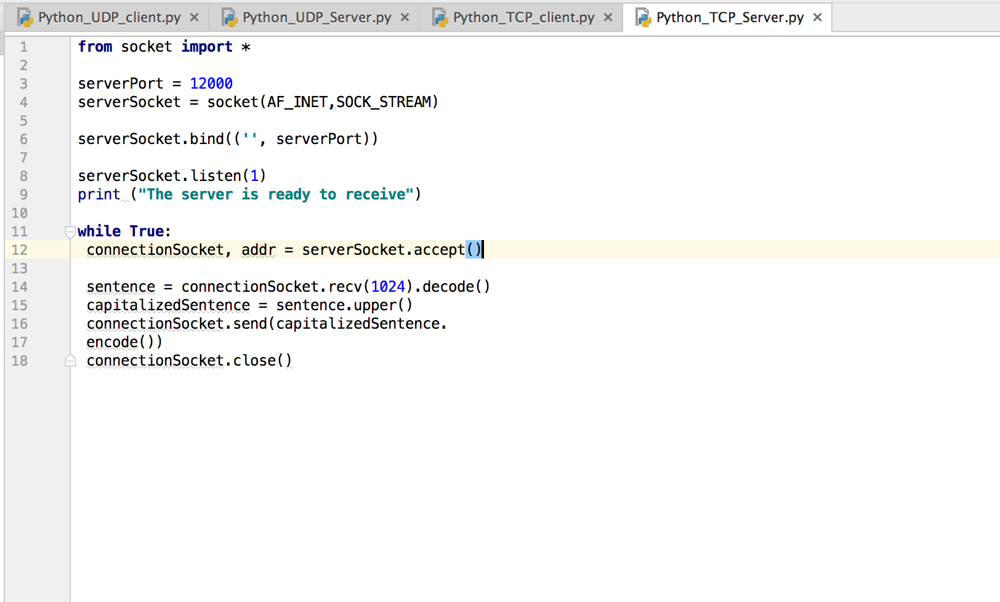 Python_UDP_client.py × Python_UDP_Server.py × Python_TCP_client.py × Python_TCP_Server.py ×
1 from socket import *
2
3 serverPort = 12000
4 serverSocket = socket(AF_INET,SOCK_STREAM)
5
6 serverSocket.bind(('', serverPort))
7
8 serverSocket.listen(1)
9 print ("The server is ready to receive")
10
11 while True:
12  connectionSocket, addr = serverSocket.accept()
13
14  sentence = connectionSocket.recv(1024).decode()
15  capitalizedSentence = sentence.upper()
16  connectionSocket.send(capitalizedSentence.
17  encode())
18  connectionSocket.close()